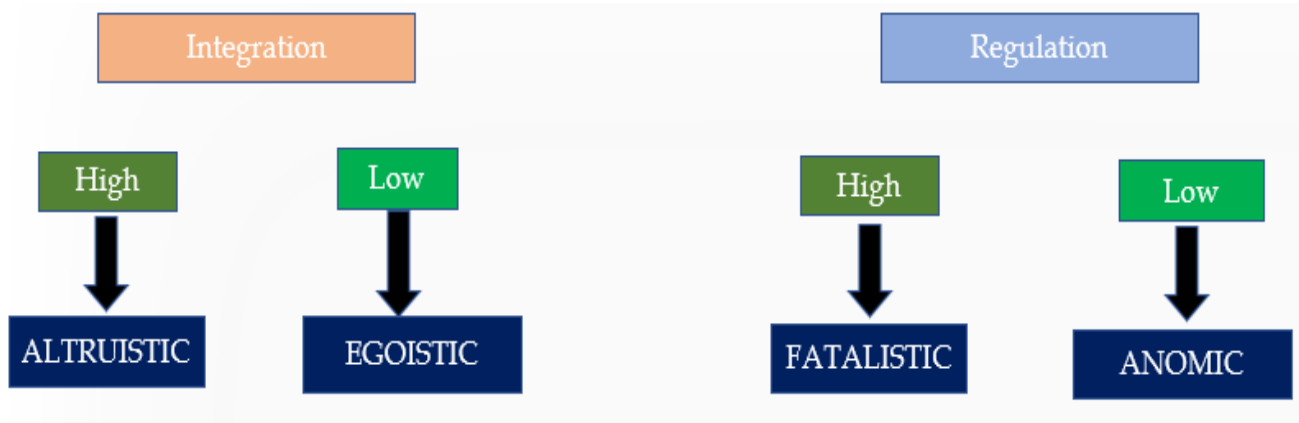 Integration
Regulation
High
Low
High
Low
ALTRUISTIC
EGOISTIC
FATALISTIC
ANOMIC